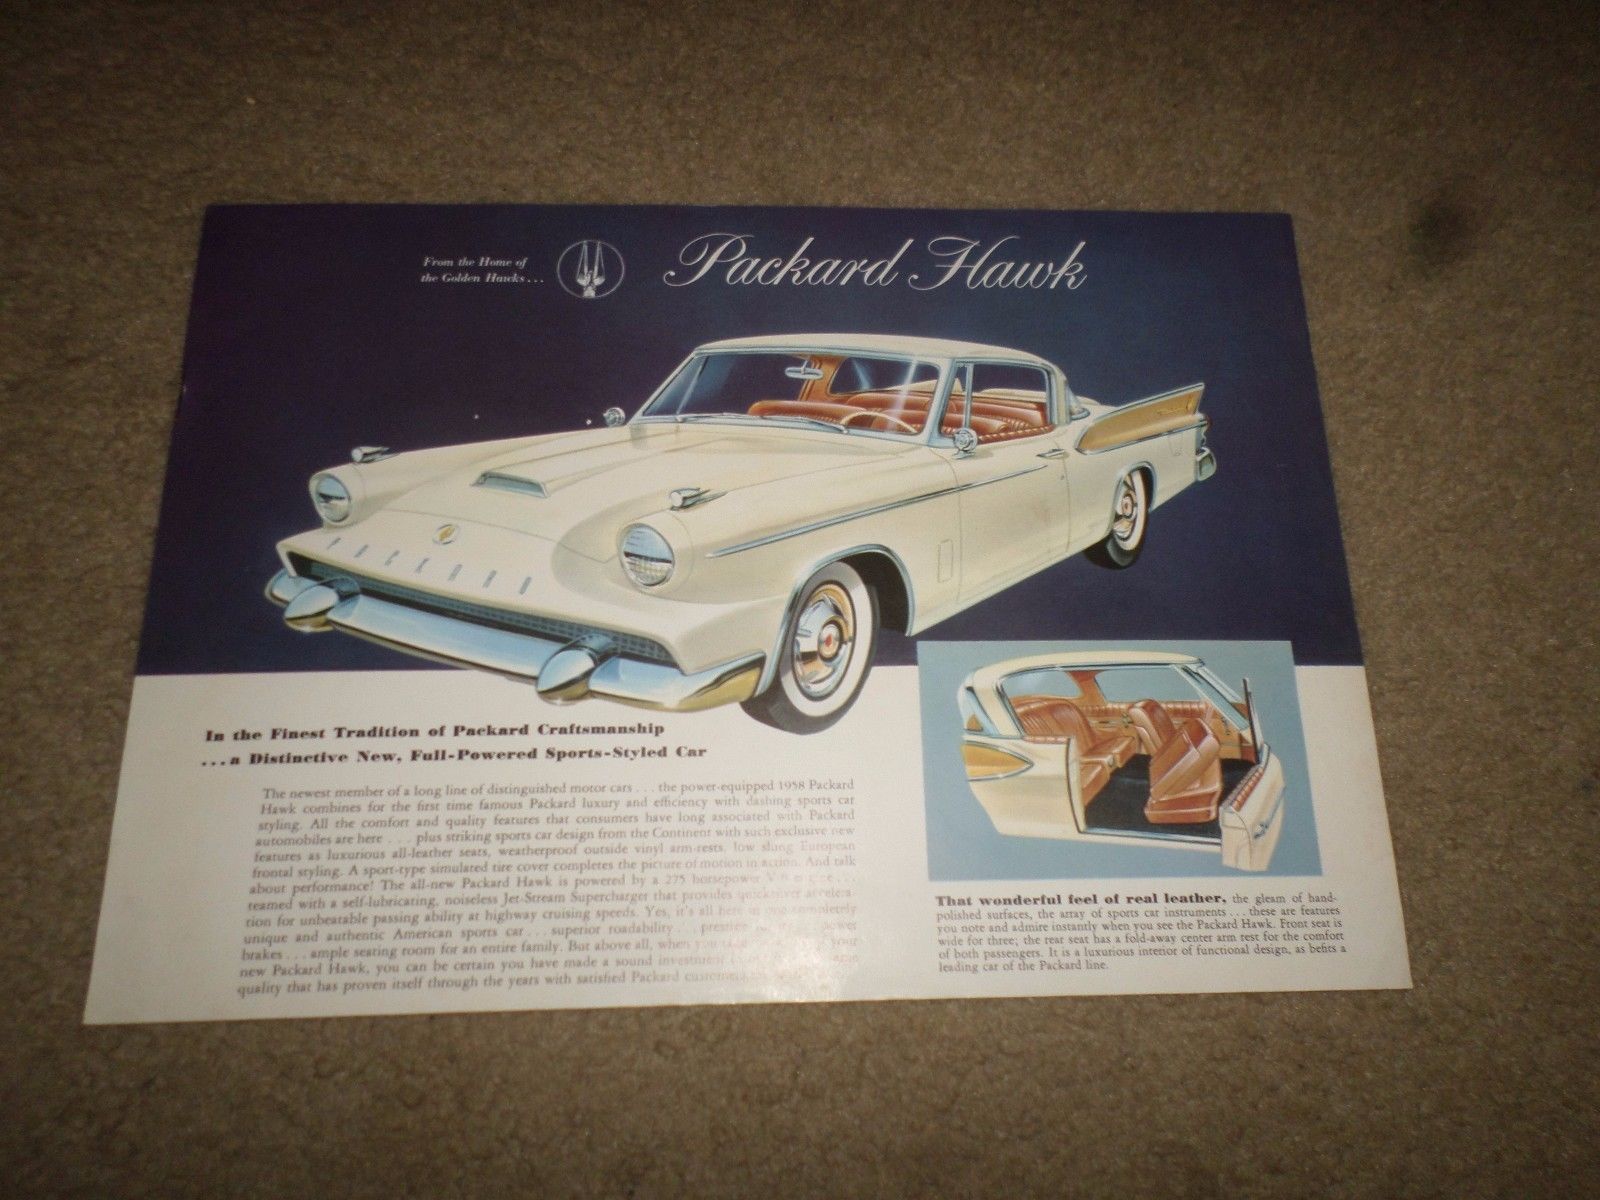 From the Home of
the Golden Hawks...
Packard Hawk
PACKARD
In the Finest Tradition of Packard Craftsmanship
...a Distinctive New, Full-Powered Sports-Styled Car
The newest member of a long line of distinguished motor cars . . . the power-equipped 1958 Packard
Hawk combines for the first time famous Packard luxury and efficiency with dashing sports car
styling. All the comfort and quality features that consumers have long associated with Packard
automobiles are here . . . plus striking sports car design from the Continent with such exclusive new
features as luxurious all-leather seats, weatherproof outside vinyl arm-rests, low slung European
frontal styling. A sport-type simulated tire cover completes the picture of motion in action. And talk
about performance! The all-new Packard Hawk is powered by a 275 horsepower V-8 engine . . .
teamed with a self-lubricating, noiseless Jet-Stream Supercharger that provides quicksilver accelera-
tion for unbeatable passing ability at highway cruising speeds. Yes, it's all here in one completely
unique and authentic American sports car . . . superior roadability . . . power
brakes . . . ample seating room for an entire family. But above all, when you your
new Packard Hawk, you can be certain you have made a sound investment same
quality that has proven itself through the years with satisfied Packard
That wonderful feel of real leather, the gleam of hand-
polished surfaces, the array of sports car instruments . . . these are features
you note and admire instantly when you see the Packard Hawk. Front seat is
wide for three; the rear seat has a fold-away center arm rest for the comfort
of both passengers. It is a luxurious interior of functional design, as befits a
leading car of the Packard line.